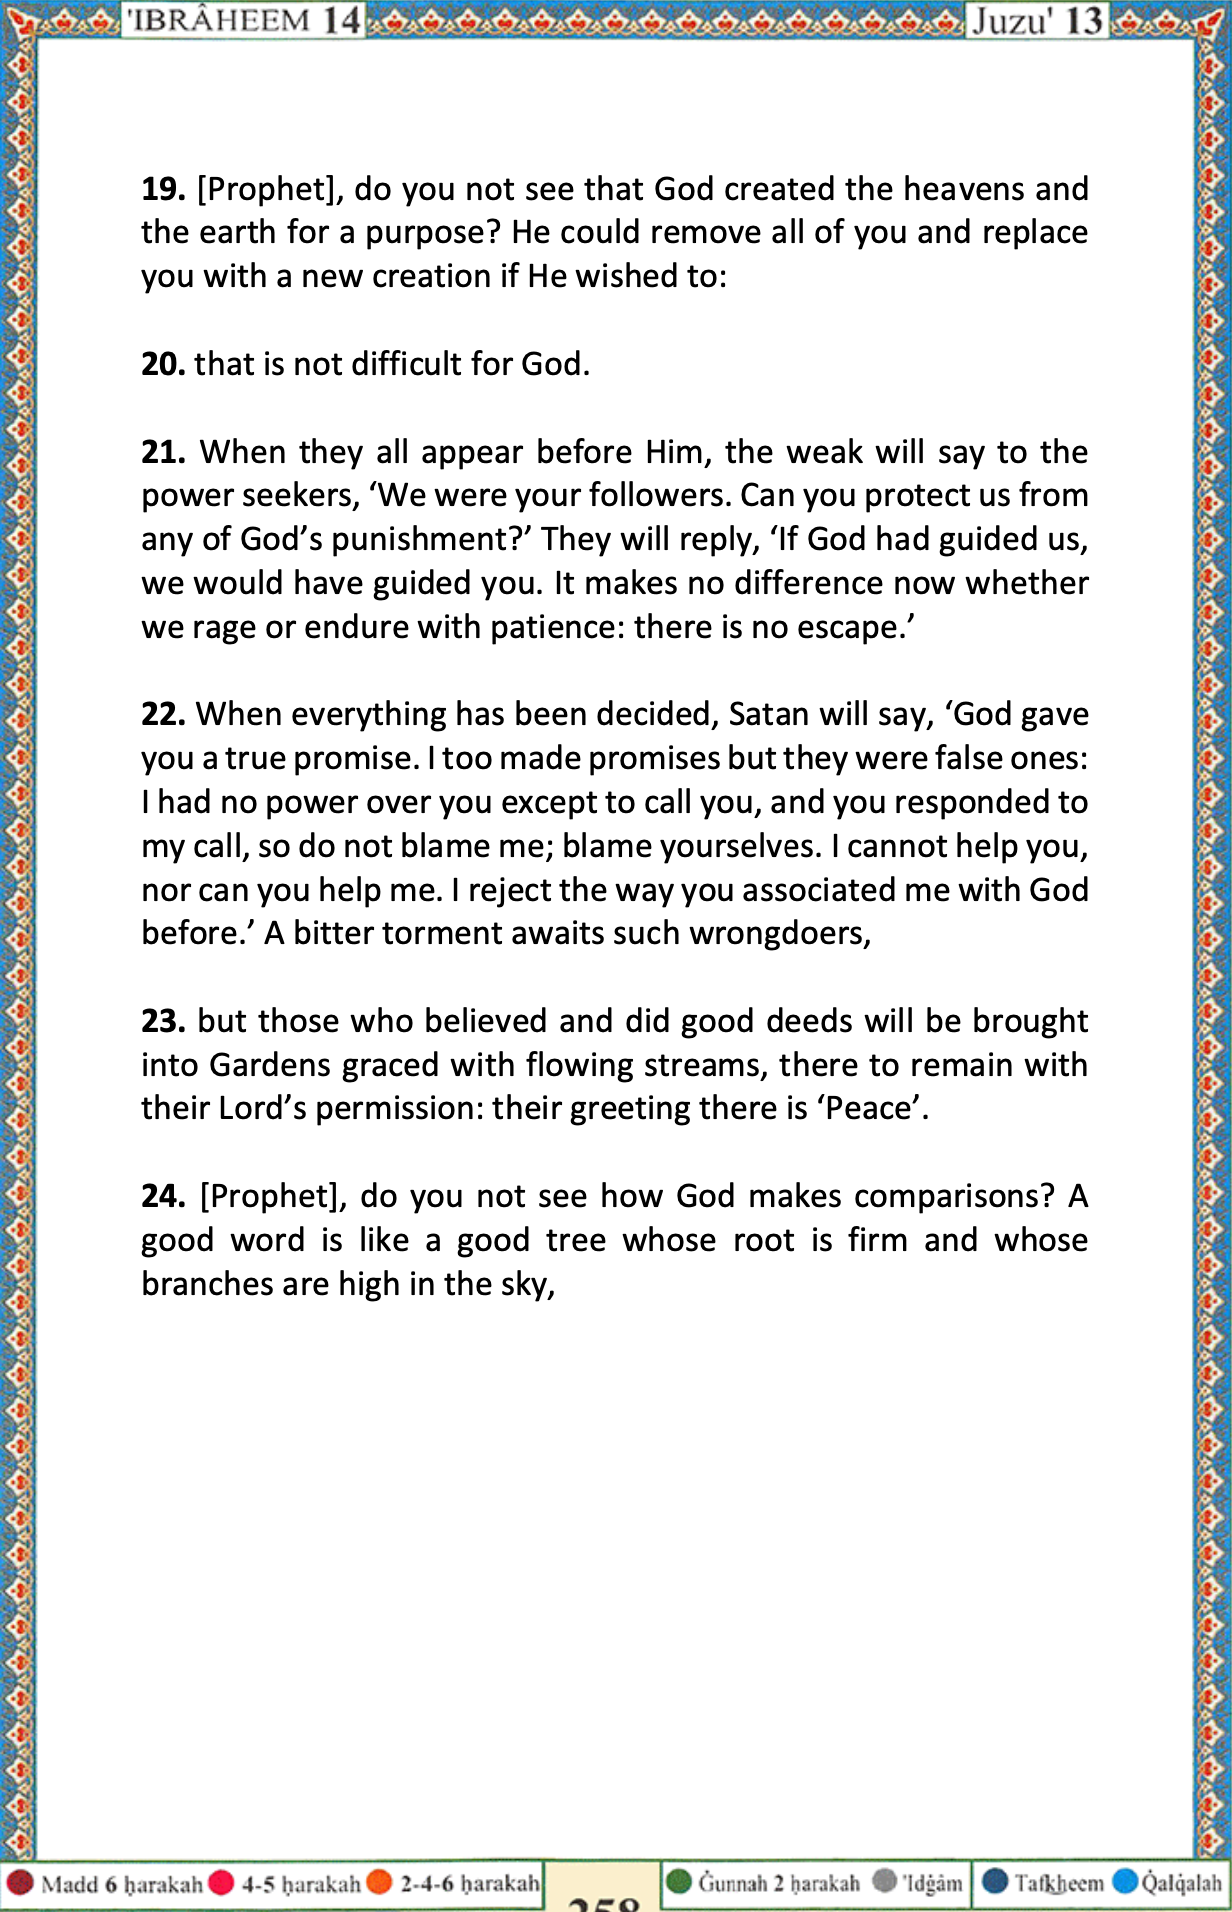 'IBRÂHEEM 14
Juzu' 13
19. [Prophet], do you not see that God created the heavens and
the earth for a purpose? He could remove all of you and replace
you with a new creation if He wished to:
20. that is not difficult for God.
21. When they all appear before Him, the weak will say to the
power seekers, ‘We were your followers. Can you protect us from
any of God’s punishment?’ They will reply, ‘If God had guided us,
we would have guided you. It makes no difference now whether
we rage or endure with patience: there is no escape.’
22. When everything has been decided, Satan will say, ‘God gave
you a true promise. I too made promises but they were false ones:
I had no power over you except to call you, and you responded to
my call, so do not blame me; blame yourselves. I cannot help you,
nor can you help me. I reject the way you associated me with God
before.’ A bitter torment awaits such wrongdoers,
23. but those who believed and did good deeds will be brought
into Gardens graced with flowing streams, there to remain with
their Lord’s permission: their greeting there is ‘Peace’.
24. [Prophet], do you not see how God makes comparisons? A
good word is like a good tree whose root is firm and whose
branches are high in the sky,
Madd 6 ḥarakah 4-5 ḥarakah 2-4-6 ḥarakah
258
Ġunnah 2 ḥarakah 'Idġâm Tafkheem Q̇alq̇alah